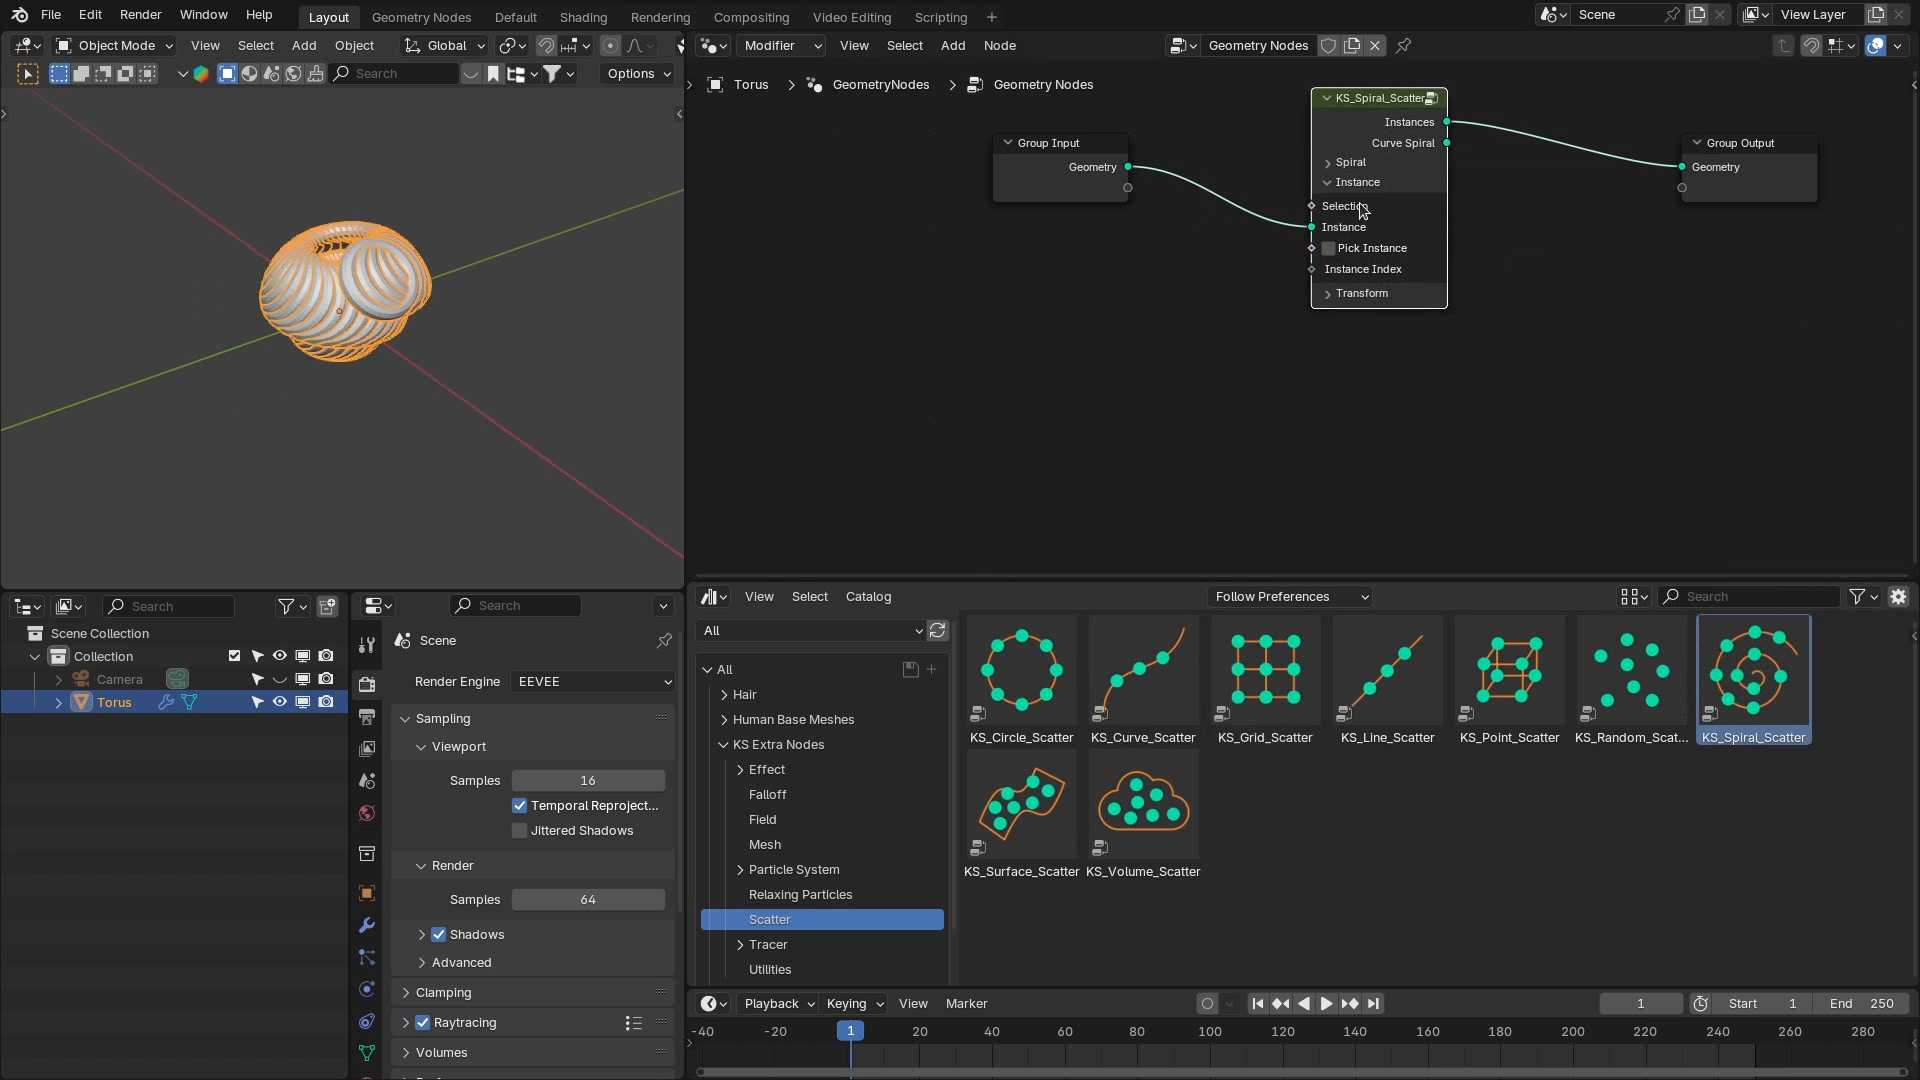 File Edit Render Window Help Layout Geometry Nodes Default Shading Rendering Compositing Video Editing Scripting + Scene View Layer
Object Mode View Select Add Object Global
Modifier View Select Add Node Geometry Nodes
Search Options
Torus > GeometryNodes > Geometry Nodes
KS_Spiral_Scatter
Instances
Curve Spiral
Spiral
Instance
Selection
Instance
Pick Instance
Instance Index
Transform
Group Input
Geometry
Group Output
Geometry
Search
Scene Collection
Collection
Camera
Torus
Search
Scene
Render Engine EEVEE
Sampling
Viewport
Samples 16
Temporal Reproject...
Jittered Shadows
Render
Samples 64
Shadows
Advanced
Clamping
Raytracing
Volumes
View Select Catalog Follow Preferences Search
All
All
Hair
Human Base Meshes
KS Extra Nodes
Effect
Falloff
Field
Mesh
Particle System
Relaxing Particles
Scatter
Tracer
Utilities
KS_Circle_Scatter KS_Curve_Scatter KS_Grid_Scatter KS_Line_Scatter KS_Point_Scatter KS_Random_Scat... KS_Spiral_Scatter
KS_Surface_Scatter KS_Volume_Scatter
Playback Keying View Marker 1 Start 1 End 250
-40 -20 1 20 40 60 80 100 120 140 160 180 200 220 240 260 280